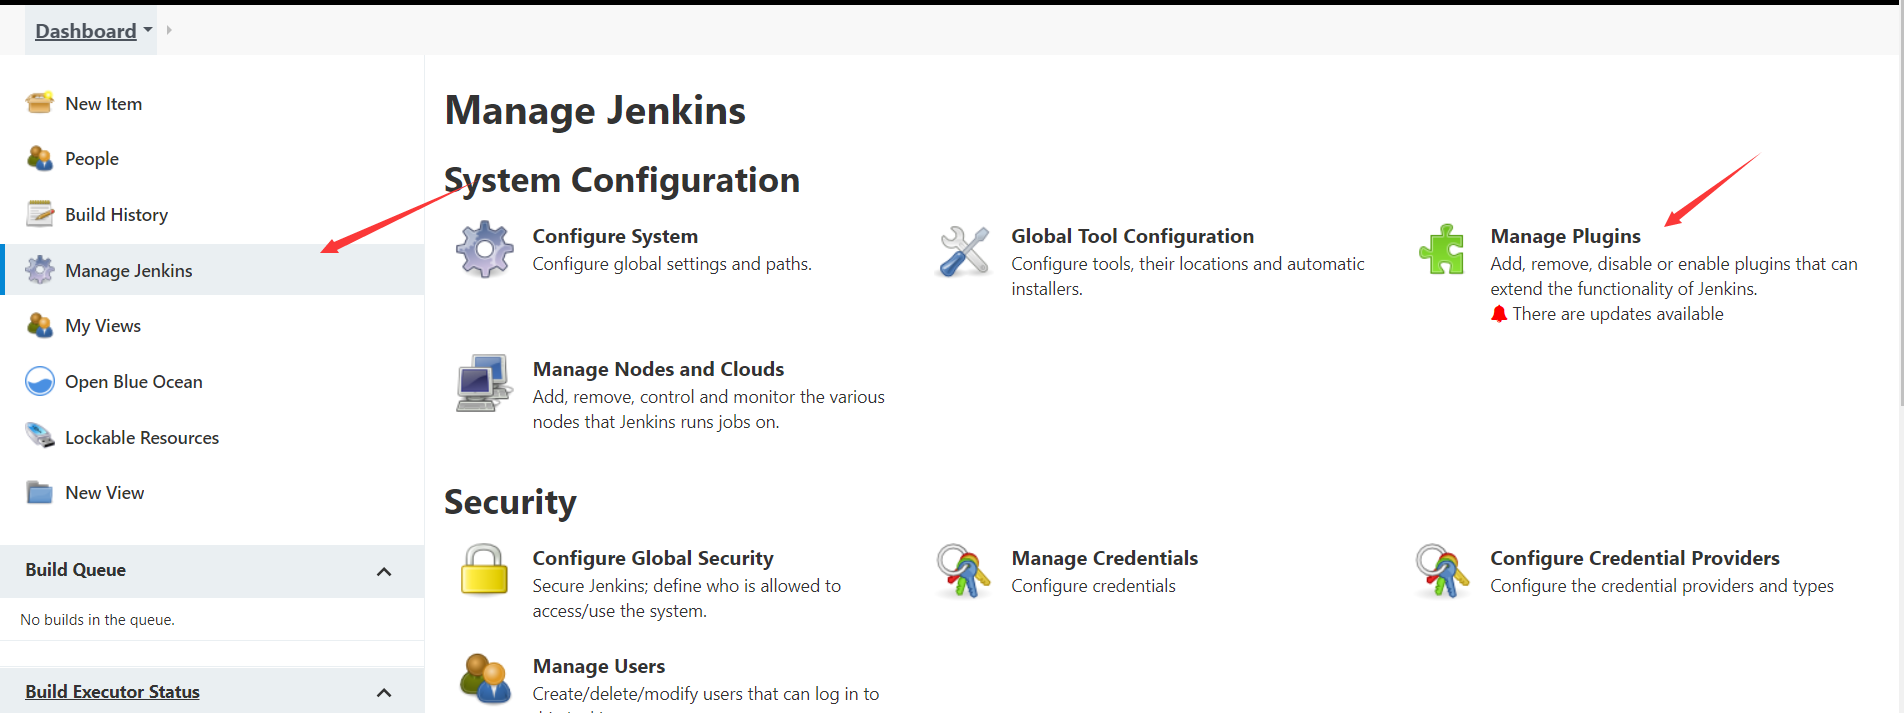 Dashboard
New Item
People
Build History
Manage Jenkins
My Views
Open Blue Ocean
Lockable Resources
New View
Build Queue
No builds in the queue.
Build Executor Status
Manage Jenkins
System Configuration
Configure System
Configure global settings and paths.
Global Tool Configuration
Configure tools, their locations and automatic
installers.
Manage Plugins
Add, remove, disable or enable plugins that can
extend the functionality of Jenkins.
There are updates available
Manage Nodes and Clouds
Add, remove, control and monitor the various
nodes that Jenkins runs jobs on.
Security
Configure Global Security
Secure Jenkins; define who is allowed to
access/use the system.
Manage Credentials
Configure credentials
Configure Credential Providers
Configure the credential providers and types
Manage Users
Create/delete/modify users that can log in to